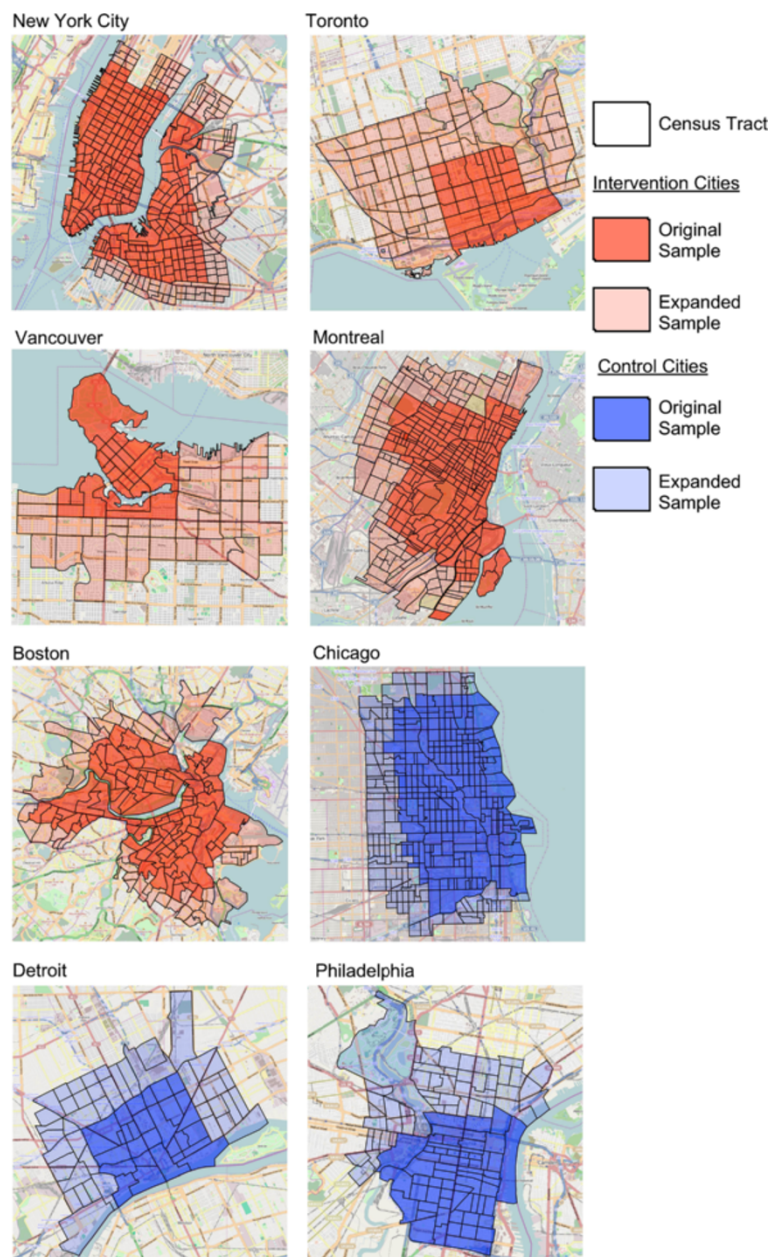 New York City
Toronto
Census Tract
Intervention Cities
Original
Sample
Expanded
Sample
Vancouver
Montreal
Control Cities
Original
Sample
Expanded
Sample
Boston
Chicago
Detroit
Philadelphia